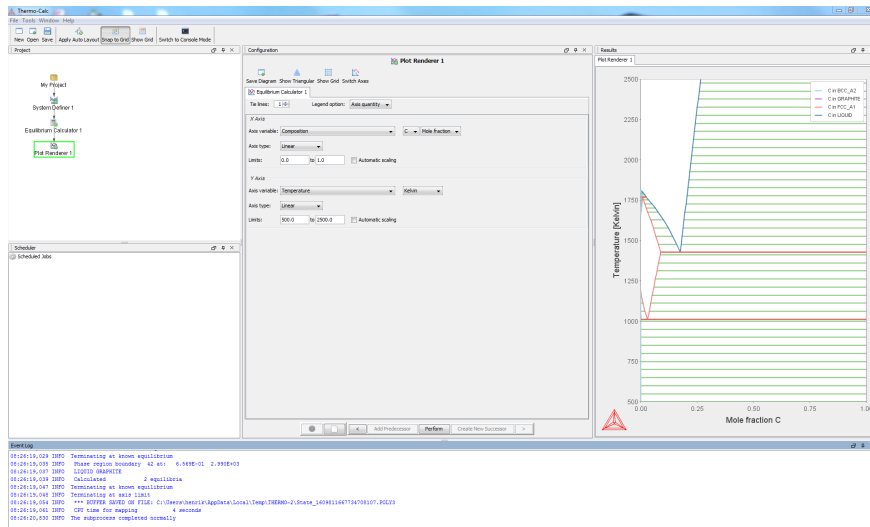 Thermo-Calc
File Tools Window Help
New Open Save Apply Auto Layout Snap to Grid Show Grid Switch to Console Mode
Project
My Project
System Definer 1
Equilibrium Calculator 1
Plot Renderer 1
Scheduler
Scheduled Jobs
Configuration
Plot Renderer 1
Save Diagram Show Triangular Show Grid Switch Axes
Equilibrium Calculator 1
Tie lines: 1 Legend option: Axis quantity
X Axis
Axis variable: Composition C Mole fraction
Axis type: Linear
Limits: 0.0 to 1.0 Automatic scaling
Y Axis
Axis variable: Temperature Kelvin
Axis type: Linear
Limits: 500.0 to 2500.0 Automatic scaling
< Add Predecessor Perform Create New Successor >
Results
Plot Renderer 1
C in BCC_A2
C in GRAPHITE
C in FCC_A1
C in LIQUID
Temperature [Kelvin]
2500
2250
2000
1750
1500
1250
1000
750
500
0.00 0.25 0.50 0.75 1.0
Mole fraction C
Event Log
08:26:19,029 INFO Terminating at known equilibrium
08:26:19,035 INFO Phase region boundary 42 at: 6.569E-01 2.990E+03
08:26:19,037 INFO LIQUID GRAPHITE
08:26:19,039 INFO Calculated 2 equilibria
08:26:19,047 INFO Terminating at known equilibrium
08:26:19,048 INFO Terminating at axis limit
08:26:19,054 INFO *** BUFFER SAVED ON FILE: C:\Users\henrik\AppData\Local\Temp\THERMO~2\State_1609011667734700107.POLY3
08:26:19,061 INFO CPU time for mapping 4 seconds
08:26:20,830 INFO The subprocess completed normally